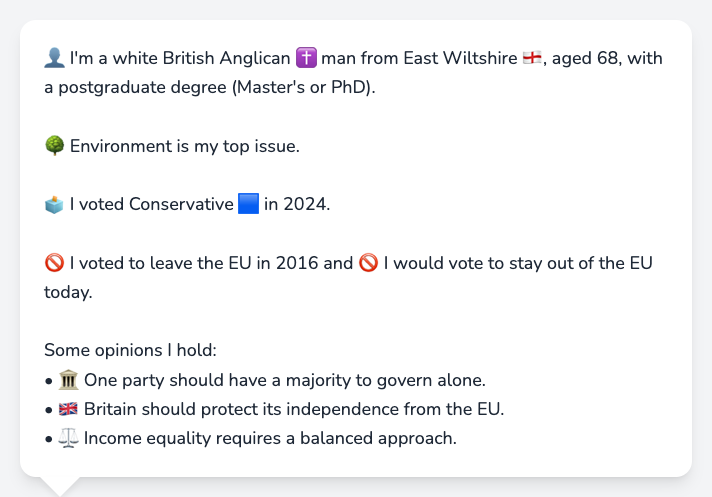 👤 I'm a white British Anglican ✝️ man from East Wiltshire 🏴󠁧󠁢󠁥󠁮󠁧󠁿, aged 68, with
a postgraduate degree (Master's or PhD).
🌳 Environment is my top issue.
🗳️ I voted Conservative 🟦 in 2024.
🚫 I voted to leave the EU in 2016 and 🚫 I would vote to stay out of the EU
today.
Some opinions I hold:
• 🏛️ One party should have a majority to govern alone.
• 🇬🇧 Britain should protect its independence from the EU.
• ⚖️ Income equality requires a balanced approach.